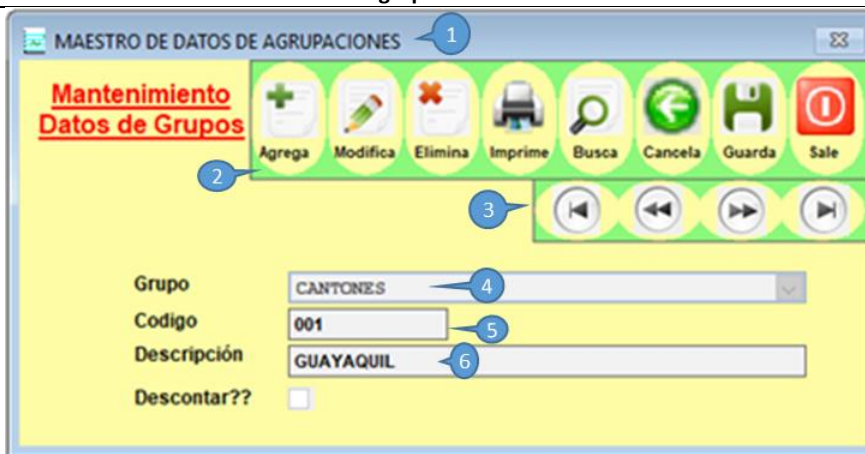 MAESTRO DE DATOS DE AGRUPACIONES 1
Mantenimiento
Datos de Grupos
Agrega Modifica Elimina Imprime Busca Cancela Guarda Sale
2
3
Grupo CANTONES 4
Codigo 001 5
Descripción GUAYAQUIL 6
Descontar??